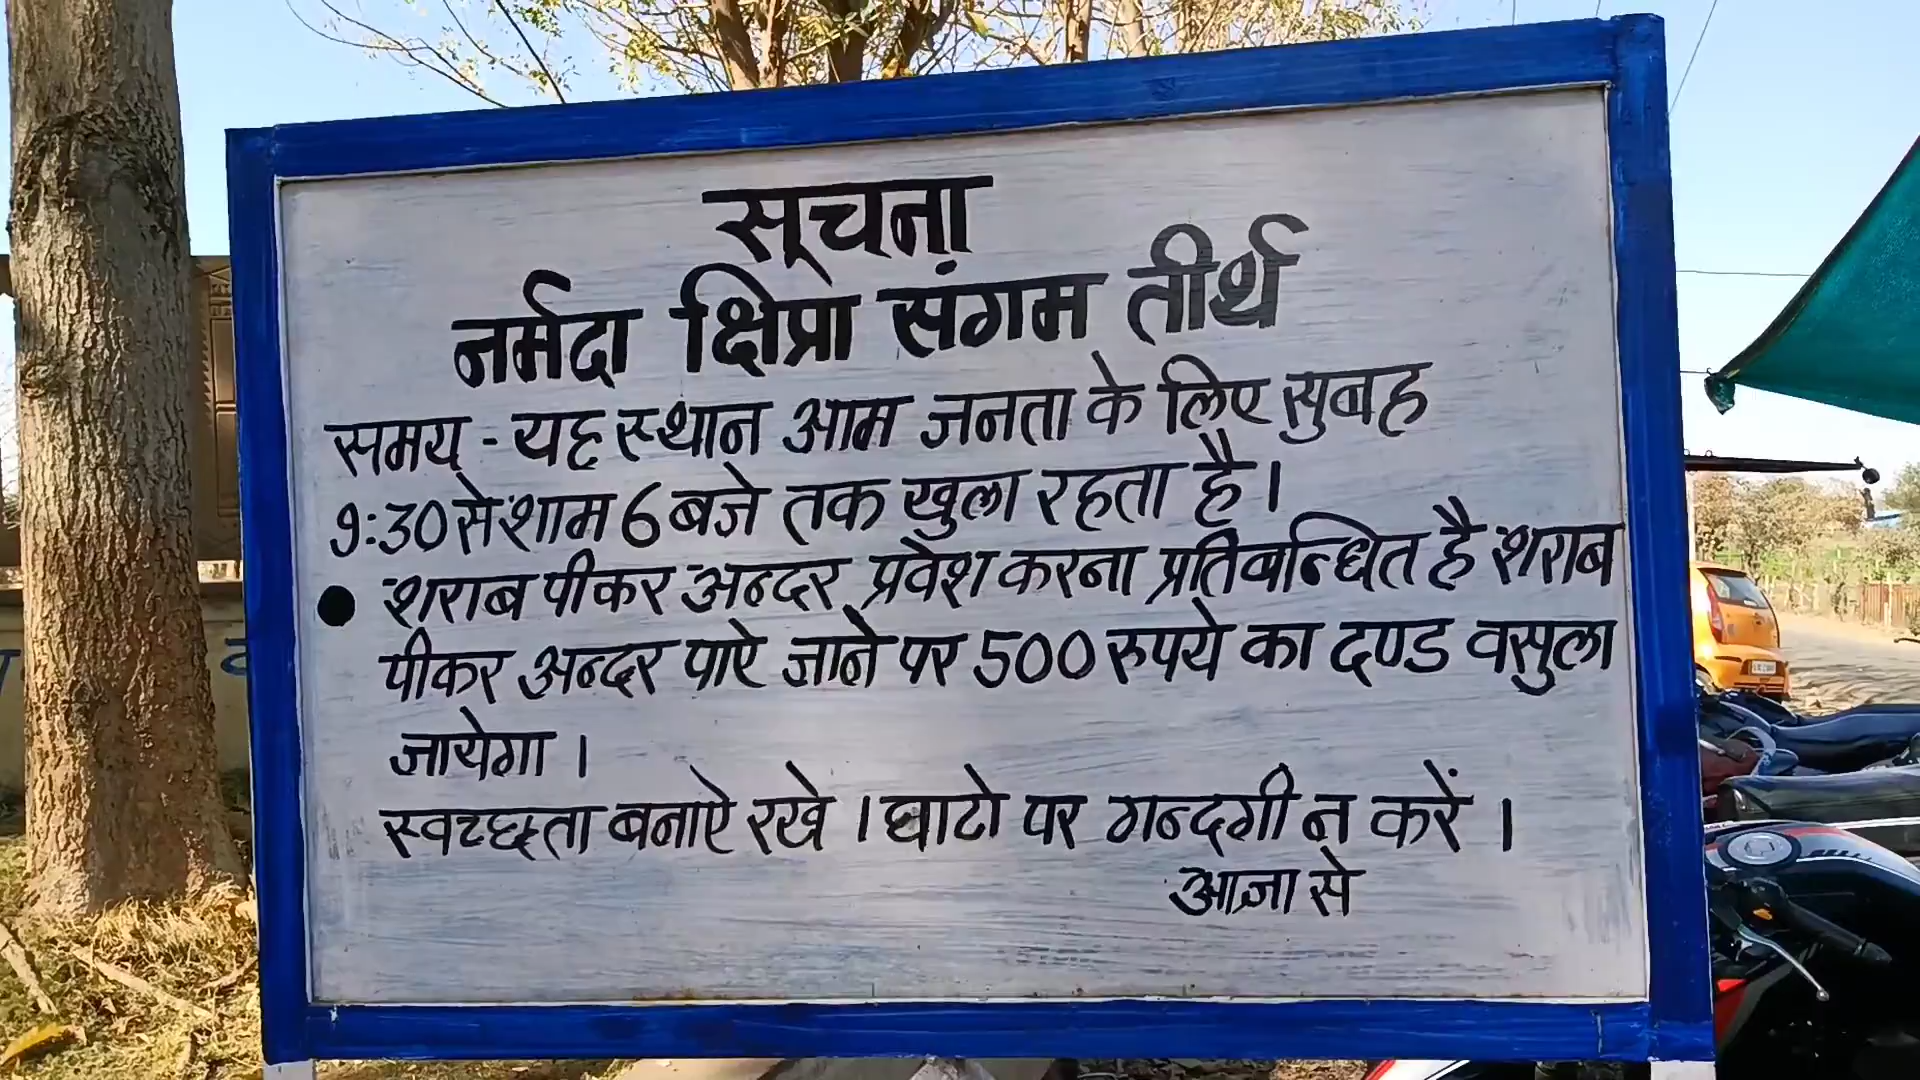 सूचना
नर्मदा क्षिप्रा संगम तीर्थ
समय - यह स्थान आम जनता के लिए सुबह
9:30 से शाम 6 बजे तक खुला रहता है।
● शराब पीकर अन्दर प्रवेश करना प्रतिबन्धित है शराब
पीकर अन्दर पाऐ जाने पर 500 रुपये का दण्ड वसुला
जायेगा ।
स्वच्छता बनाऐ रखे । घाटो पर गन्दगी न करें ।
आज्ञा से